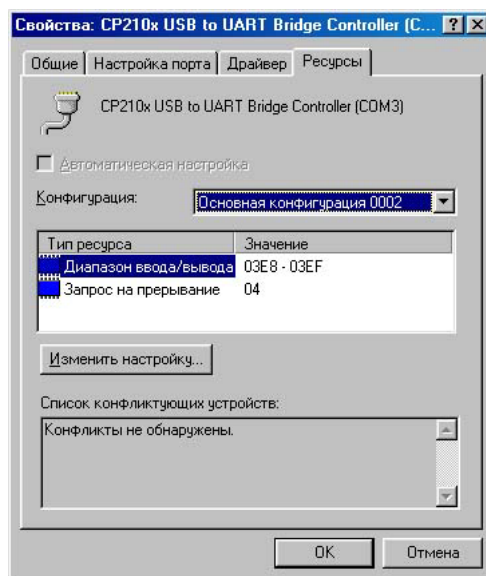 Свойства: CP210x USB to UART Bridge Controller (C...
Общие Настройка порта Драйвер Ресурсы
CP210x USB to UART Bridge Controller (COM3)
Автоматическая настройка
Конфигурация: Основная конфигурация 0002
Тип ресурса Значение
Диапазон ввода/вывода 03E8 - 03EF
Запрос на прерывание 04
Изменить настройку...
Список конфликтующих устройств:
Конфликты не обнаружены.
OK Отмена